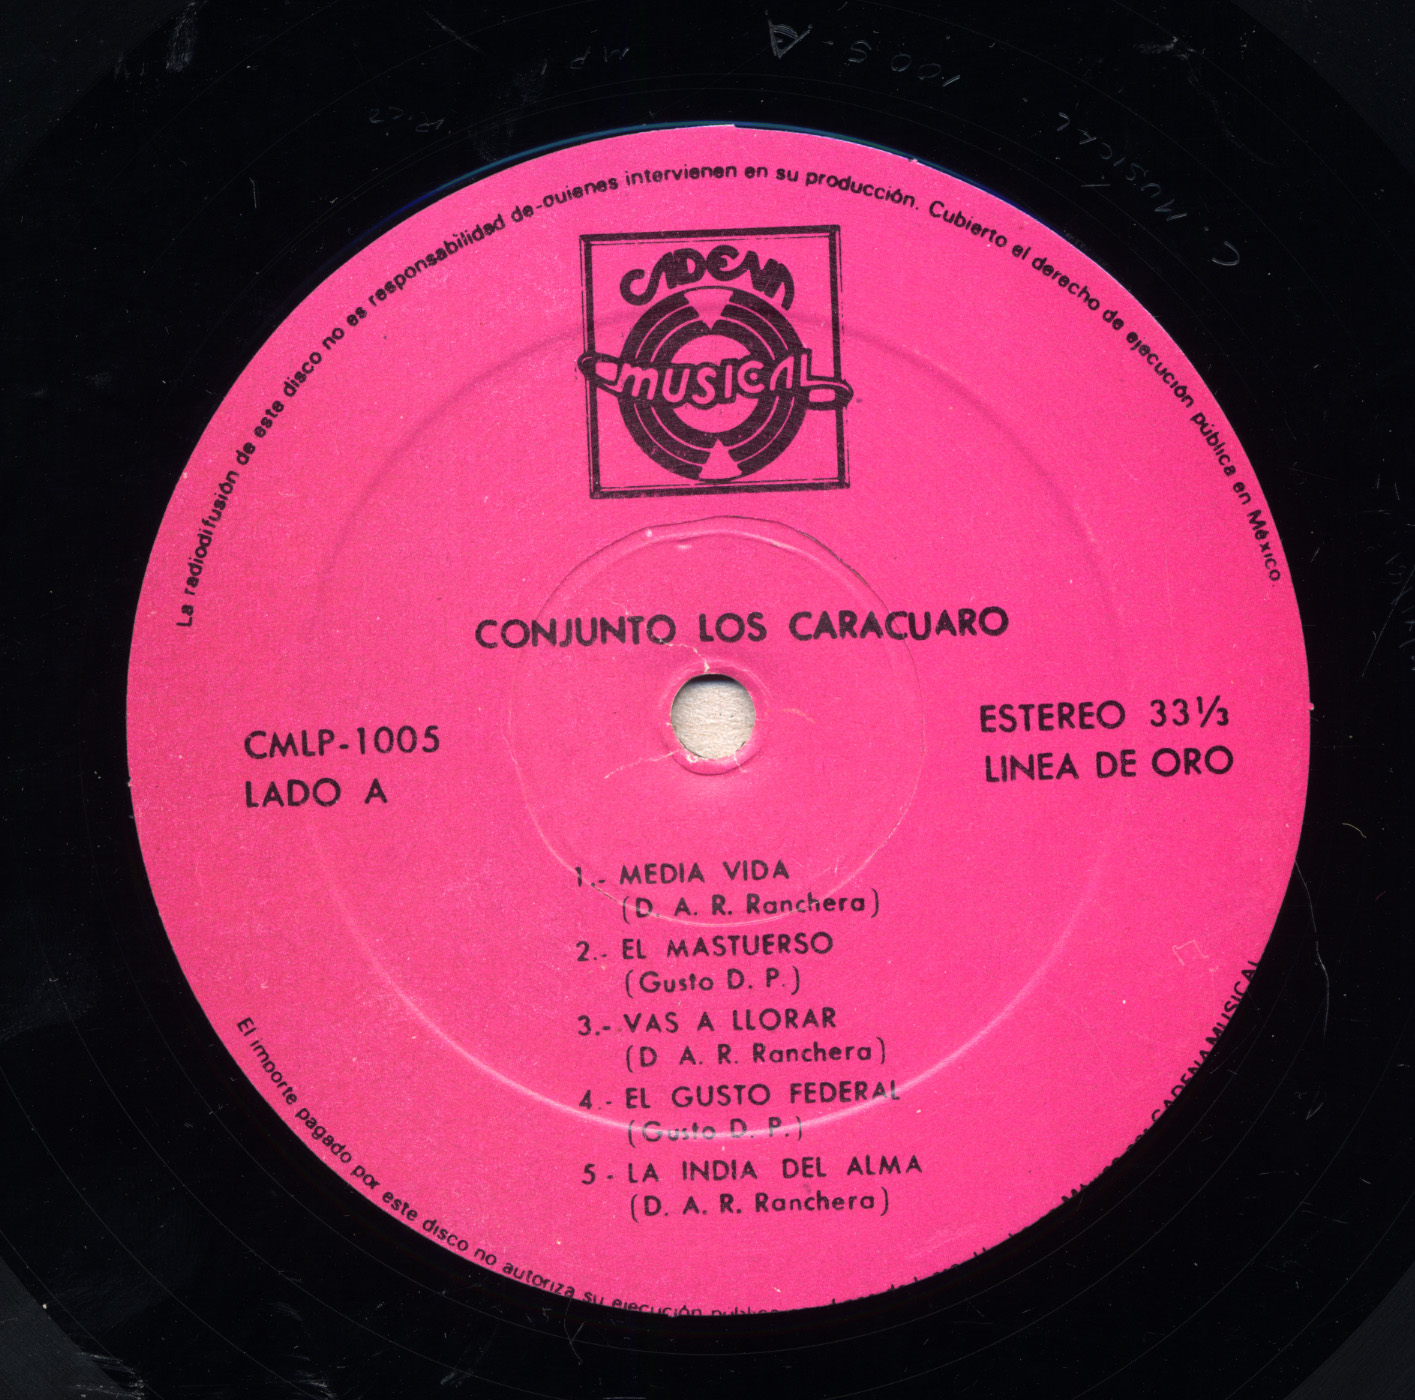 La radiodifusión de este disco no es responsabilidad de quienes intervienen en su producción. Cubierto el derecho de ejecución pública en México.
CADENA
MUSICAL
CONJUNTO LOS CARACUARO
CMLP-1005
LADO A
ESTEREO 33⅓
LINEA DE ORO
1.- MEDIA VIDA
(D. A. R. Ranchera)
2.- EL MASTUERSO
(Gusto D. P.)
3.- VAS A LLORAR
(D A. R. Ranchera)
4.- EL GUSTO FEDERAL
(Gusto D. P.)
5- LA INDIA DEL ALMA
(D. A. R. Ranchera)
El importe pagado por este disco no autoriza su ejecución pública
CADENA MUSICAL
C. MUSICAL. 1005-A